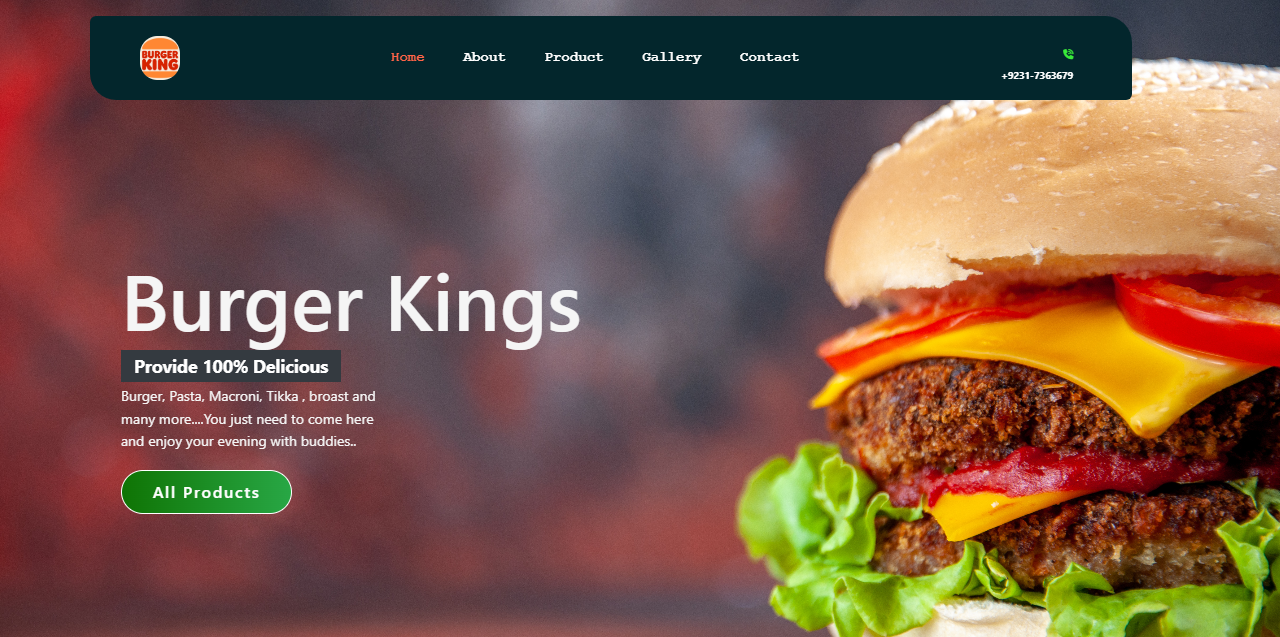 BURGER
KING
Home About Product Gallery Contact
+9231-7363679
Burger Kings
Provide 100% Delicious
Burger, Pasta, Macroni, Tikka , broast and
many more....You just need to come here
and enjoy your evening with buddies..
All Products